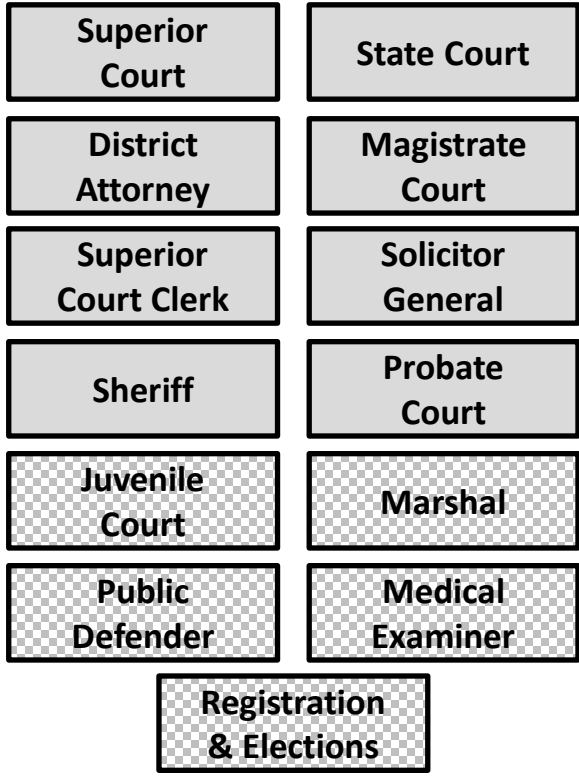 Superior
Court
State Court
District
Attorney
Magistrate
Court
Superior
Court Clerk
Solicitor
General
Sheriff
Probate
Court
Juvenile
Court
Marshal
Public
Defender
Medical
Examiner
Registration
& Elections